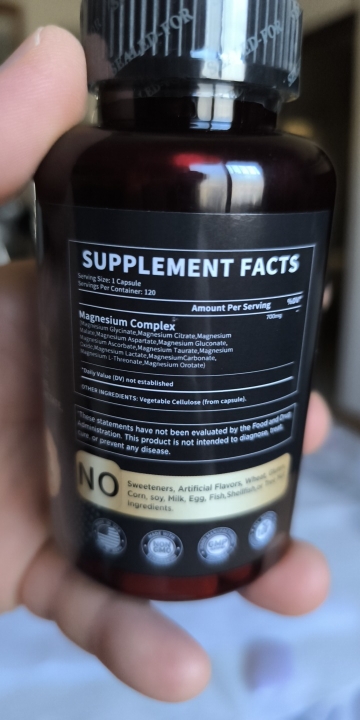 SEALED-FOR
SUPPLEMENT FACTS
Serving Size: 1 Capsule
Servings Per Container: 120
Amount Per Serving %DV*
Magnesium Complex 700mg
(Magnesium Glycinate,Magnesium Citrate,Magnesium
Malate,Magnesium Aspartate,Magnesium Gluconate,
Magnesium Ascorbate,Magnesium Taurate,Magnesium
Oxide,Magnesium Lactate,MagnesiumCarbonate,
Magnesium L-Threonate,Magnesium Orotate)
*Daily Value (DV) not established
OTHER INGREDIENTS: Vegetable Cellulose (from capsule).
*These statements have not been evaluated by the Food and Drug
Administration. This product is not intended to diagnose, treat,
cure, or prevent any disease.
NO
Sweeteners, Artificial Flavors, Wheat,
Corn, soy, Milk, Egg, Fish,Shellfish,
Ingredients.